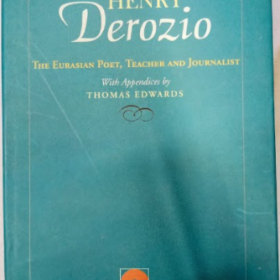 HENRY
Derozio
THE EURASIAN POET, TEACHER AND JOURNALIST
With Appendices by
THOMAS EDWARDS